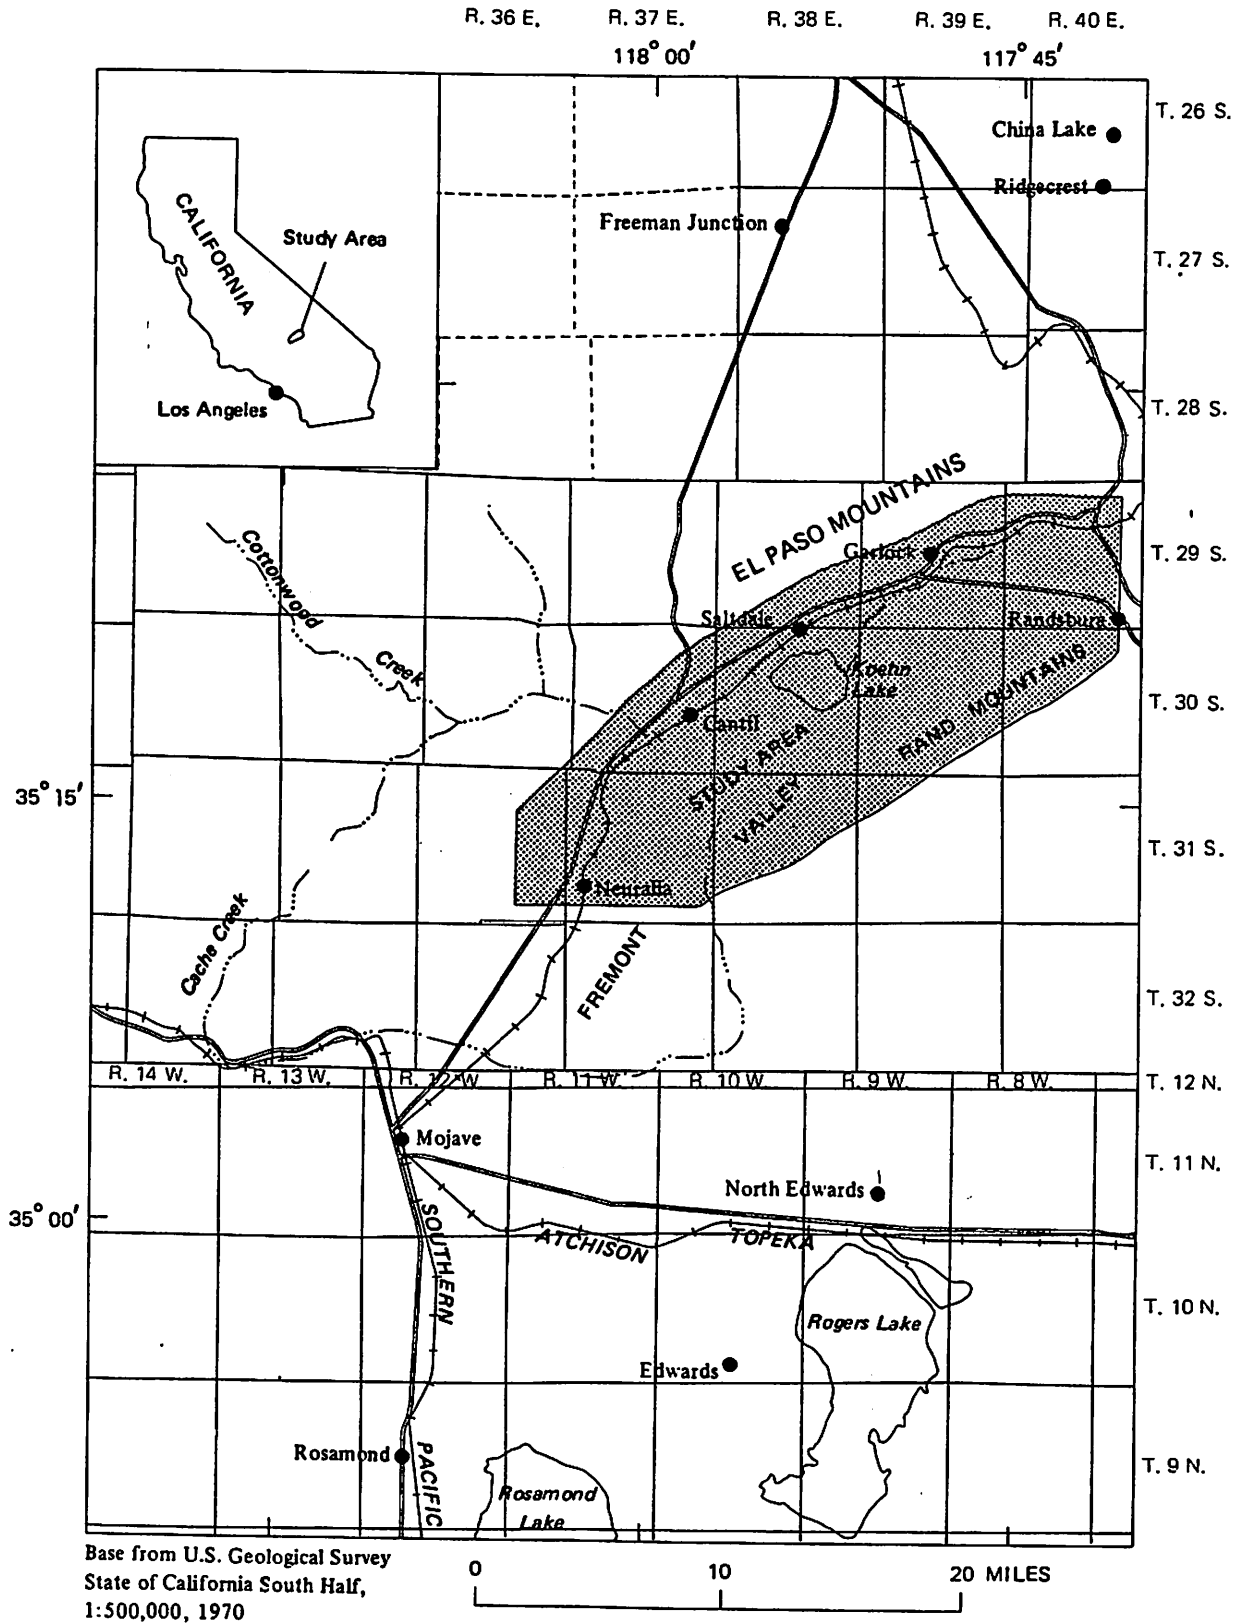 R. 36 E. R. 37 E. R. 38 E. R. 39 E. R. 40 E.
118° 00′ 117° 45′
T. 26 S.
China Lake
Ridgecrest
CALIFORNIA
Freeman Junction
Study Area
T. 27 S.
Los Angeles
T. 28 S.
EL PASO MOUNTAINS
Cottonwood
Creek
Garlock
T. 29 S.
Saltdale
Randsburg
Koehn
Lake
RAND MOUNTAINS
T. 30 S.
Cantil
STUDY AREA
VALLEY
35° 15′
T. 31 S.
Neuralia
Cache Creek
FREMONT
T. 32 S.
R. 14 W. R. 13 W. R. 12 W. R. 11 W. R. 10 W. R. 9 W. R. 8 W.
T. 12 N.
Mojave
T. 11 N.
North Edwards
35° 00′
SOUTHERN
ATCHISON
TOPEKA
T. 10 N.
Rogers Lake
Edwards
Rosamond
PACIFIC
T. 9 N.
Rosamond
Lake
Base from U.S. Geological Survey
State of California South Half,
1:500,000, 1970
0 10 20 MILES